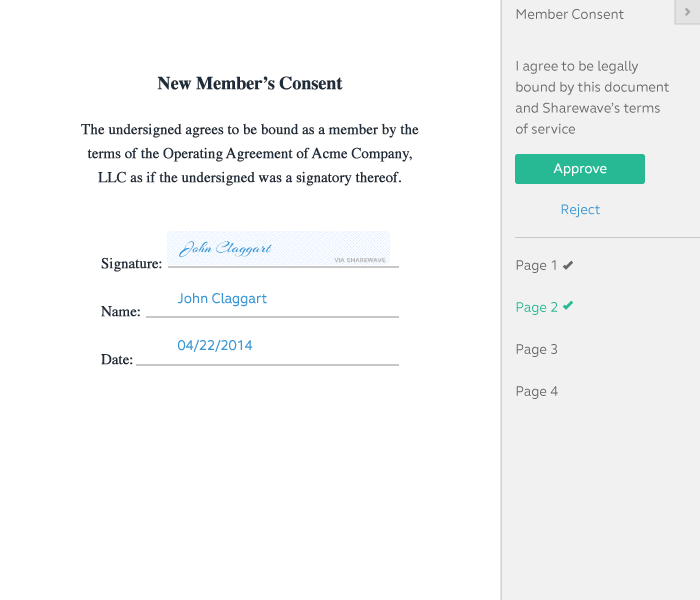 New Member’s Consent
The undersigned agrees to be bound as a member by the
terms of the Operating Agreement of Acme Company,
LLC as if the undersigned was a signatory thereof.
Signature: John Claggart
VIA SHAREWAVE
Name: John Claggart
Date: 04/22/2014
Member Consent
I agree to be legally
bound by this document
and Sharewave’s terms
of service
Approve
Reject
Page 1
Page 2
Page 3
Page 4